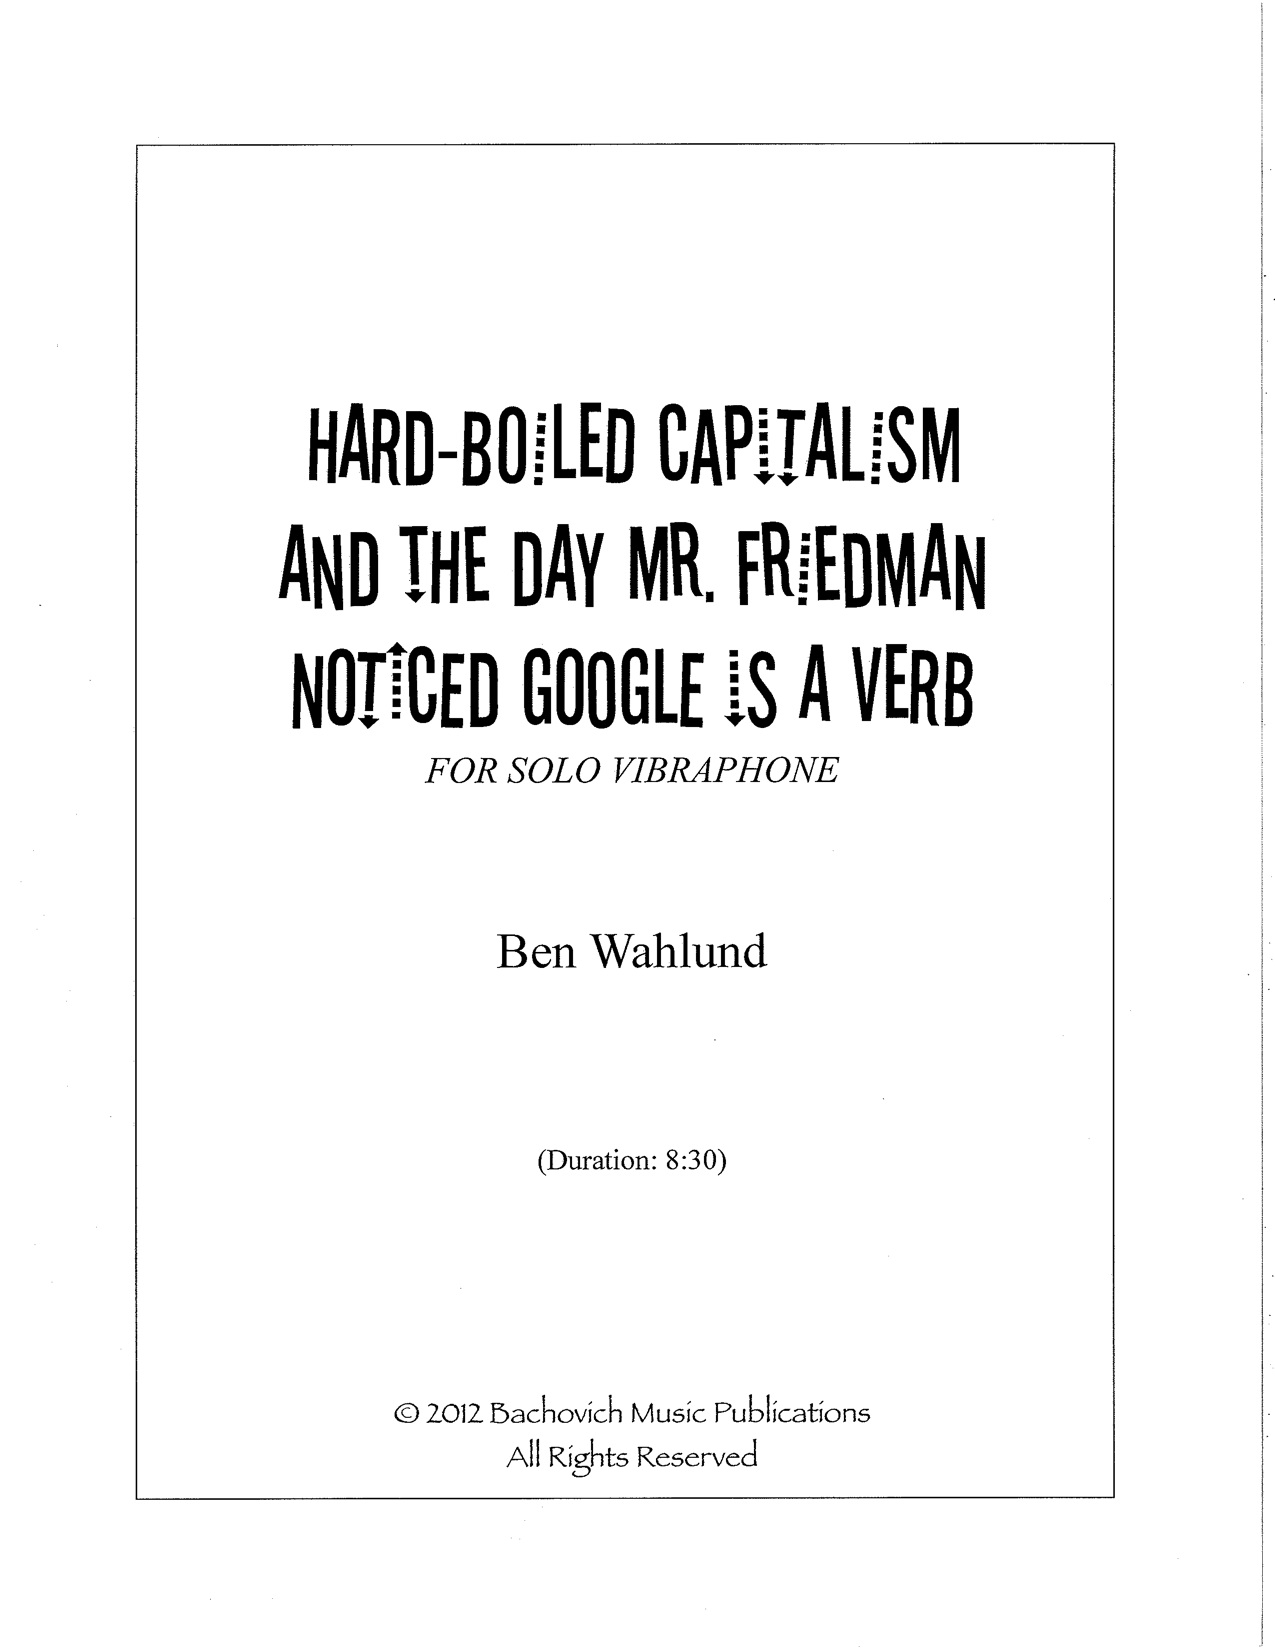 HARD-BOILED CAPITALISM
AND THE DAY MR. FRIEDMAN
NOTICED GOOGLE IS A VERB
FOR SOLO VIBRAPHONE
Ben Wahlund
(Duration: 8:30)
© 2012 Bachovich Music Publications
All Rights Reserved